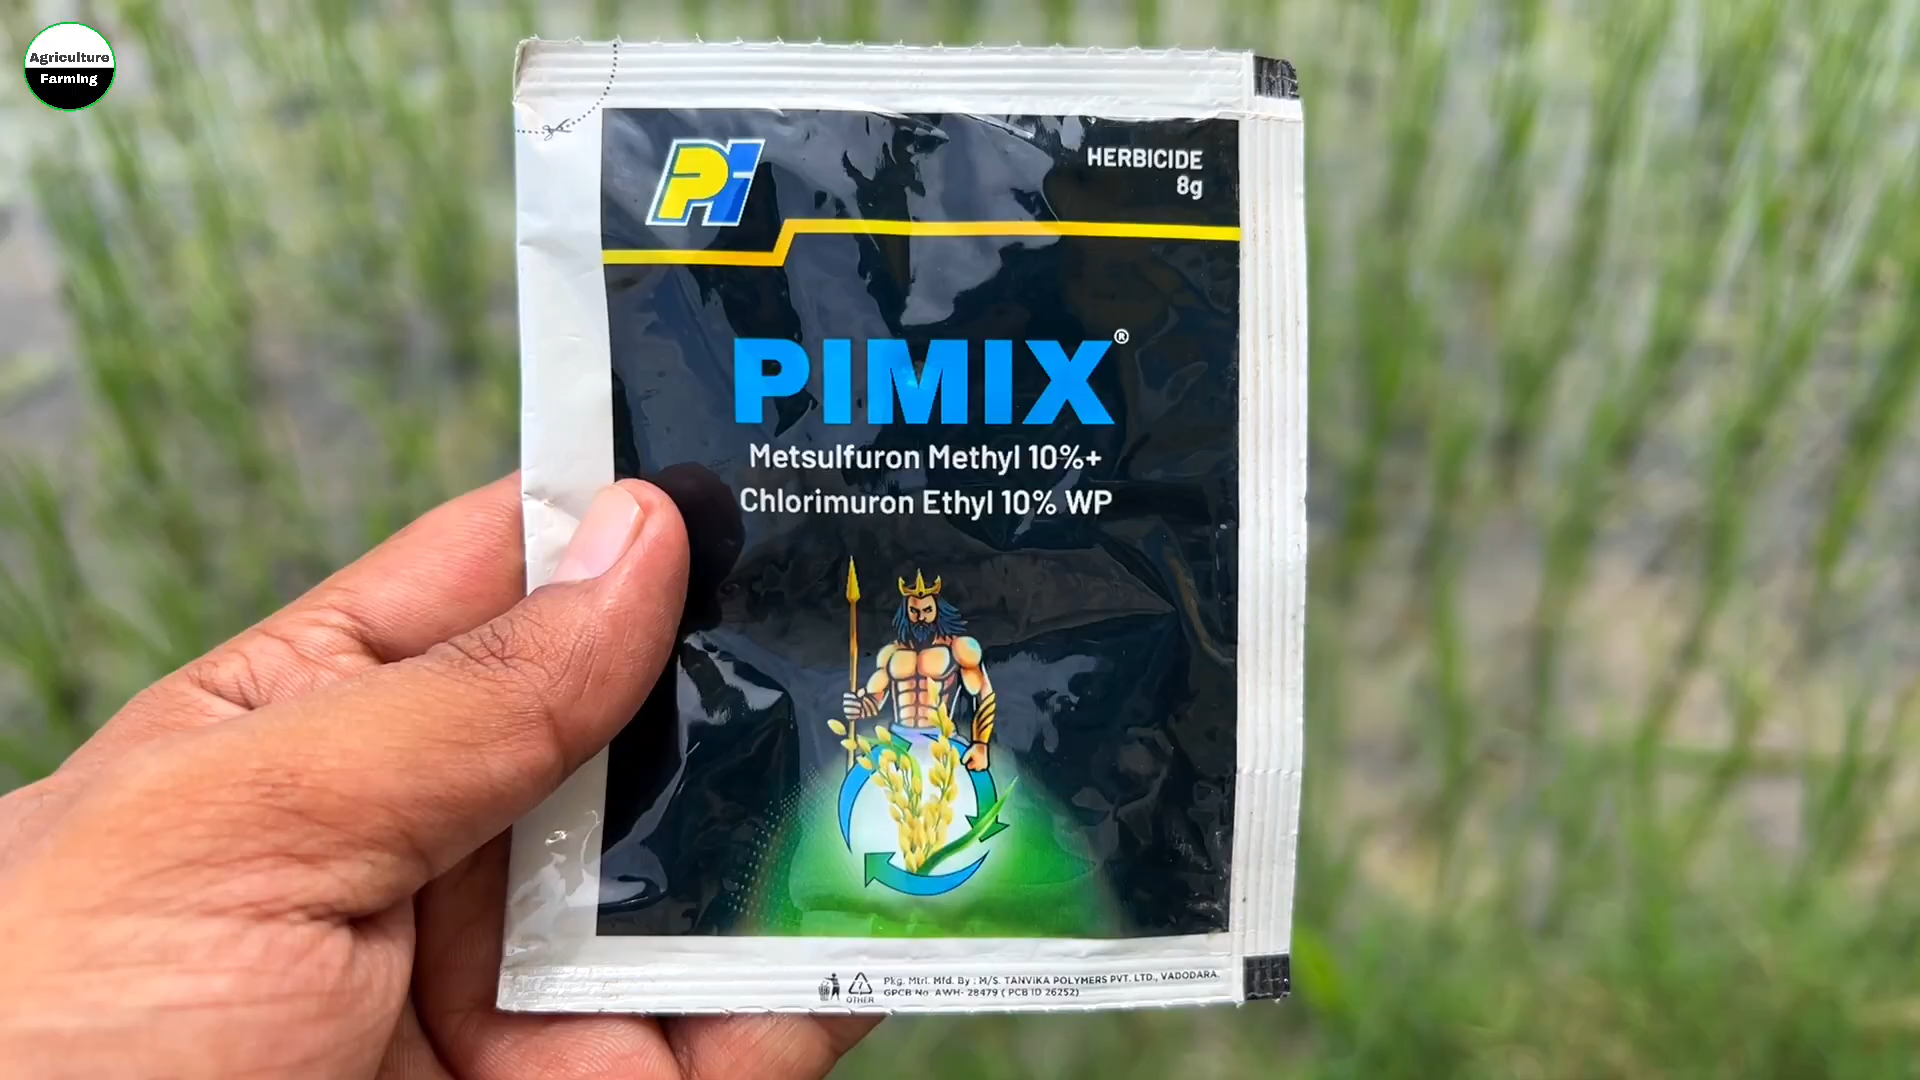 Agriculture
Farming
PI
HERBICIDE
8g
PIMIX®
Metsulfuron Methyl 10%+
Chlorimuron Ethyl 10% WP
7
OTHER
Pkg. Mtrl. Mfd. By : M/S. TANVIKA POLYMERS PVT. LTD., VADODARA.
GPCB No. AWH- 28479 ( PCB ID 26252)